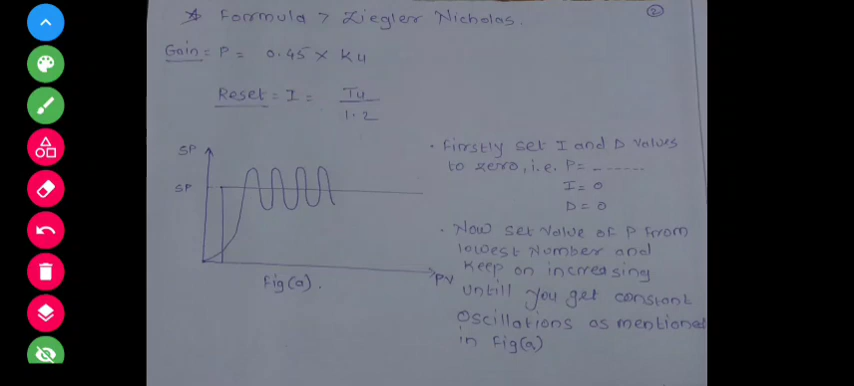 * Formula > Ziegler Nicholas.
②
Gain = P = 0.45 × Ku
Reset = I = Tu
1.2
SP
SP
PV
Fig(a).
• Firstly set I and D values
to zero, i.e. P= - - - - - -
I = 0
D = 0
• Now set value of P from
lowest Number and
Keep on increasing
untill you get constant
Oscillations as mentioned
in Fig(a)